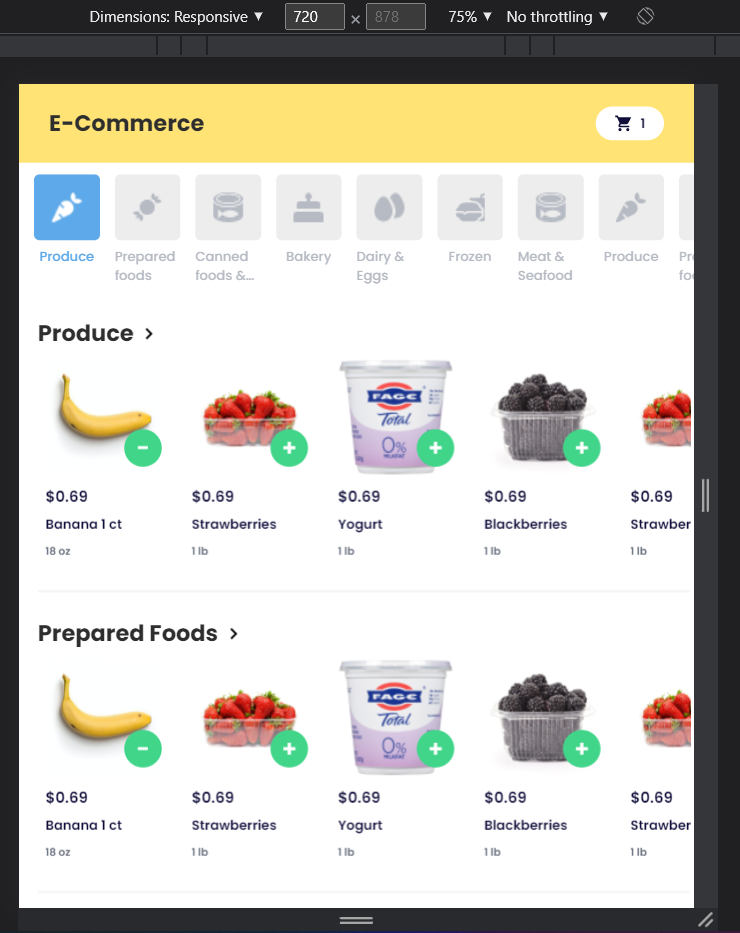 Dimensions: Responsive ▼ 720 × 878 75% ▼ No throttling ▼
E-Commerce 1
Produce Prepared foods Canned foods &... Bakery Dairy & Eggs Frozen Meat & Seafood Produce
Produce >
FAGE Total 0%
$0.69 $0.69 $0.69 $0.69 $0.69
Banana 1 ct Strawberries Yogurt Blackberries Strawber
18 oz 1 lb 1 lb 1 lb 1 lb
Prepared Foods >
FAGE Total 0%
$0.69 $0.69 $0.69 $0.69 $0.69
Banana 1 ct Strawberries Yogurt Blackberries Strawber
18 oz 1 lb 1 lb 1 lb 1 lb